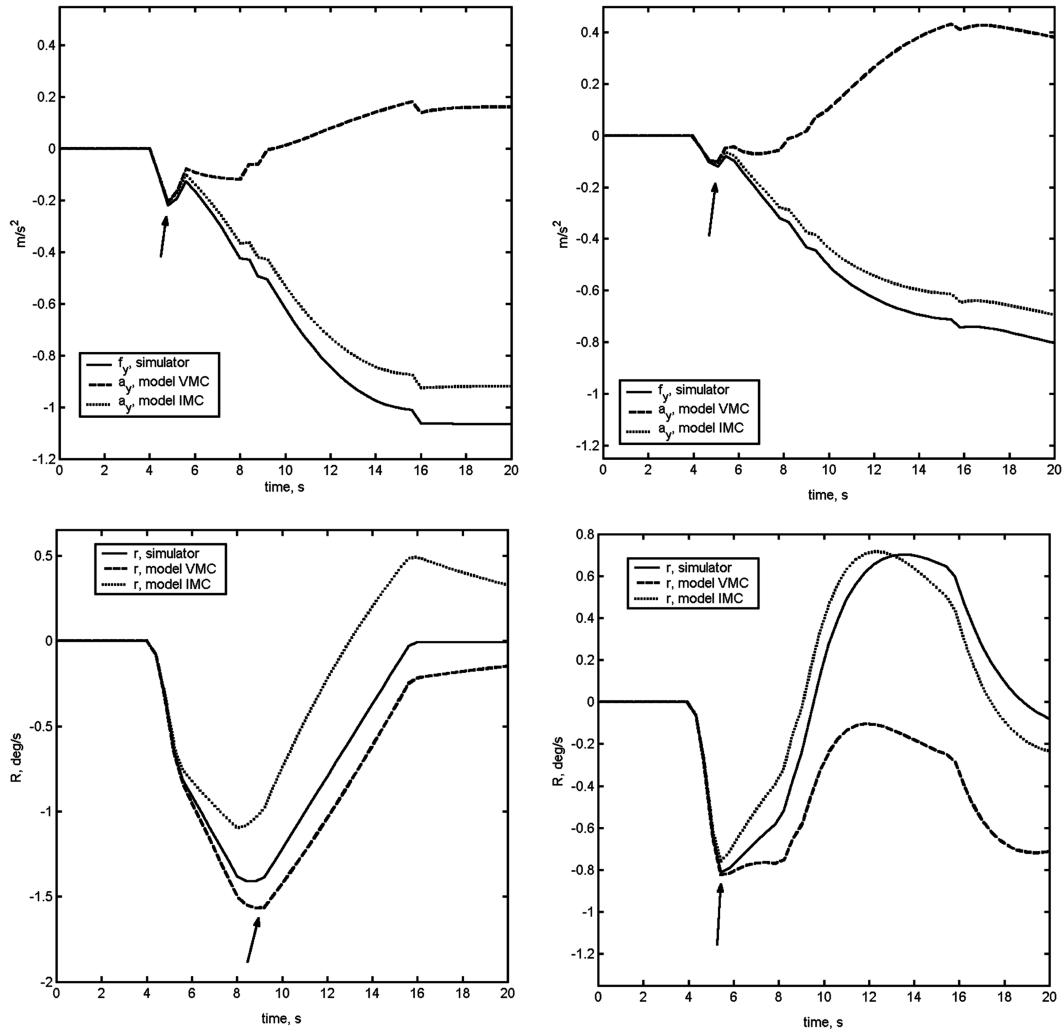 0.4
0.2
0
-0.2
-0.4
-0.6
-0.8
-1
-1.2
m/s²
f_y, simulator
a_y, model VMC
a_y, model IMC
0 2 4 6 8 10 12 14 16 18 20
time, s
0.4
0.2
0
-0.2
-0.4
-0.6
-0.8
-1
-1.2
m/s²
f_y, simulator
a_y, model VMC
a_y, model IMC
0 2 4 6 8 10 12 14 16 18 20
time, s
0.5
0
-0.5
-1
-1.5
-2
R, deg/s
r, simulator
r, model VMC
r, model IMC
0 2 4 6 8 10 12 14 16 18 20
time, s
0.8
0.6
0.4
0.2
0
-0.2
-0.4
-0.6
-0.8
-1
-1.2
R, deg/s
r, simulator
r, model VMC
r, model IMC
0 2 4 6 8 10 12 14 16 18 20
time, s